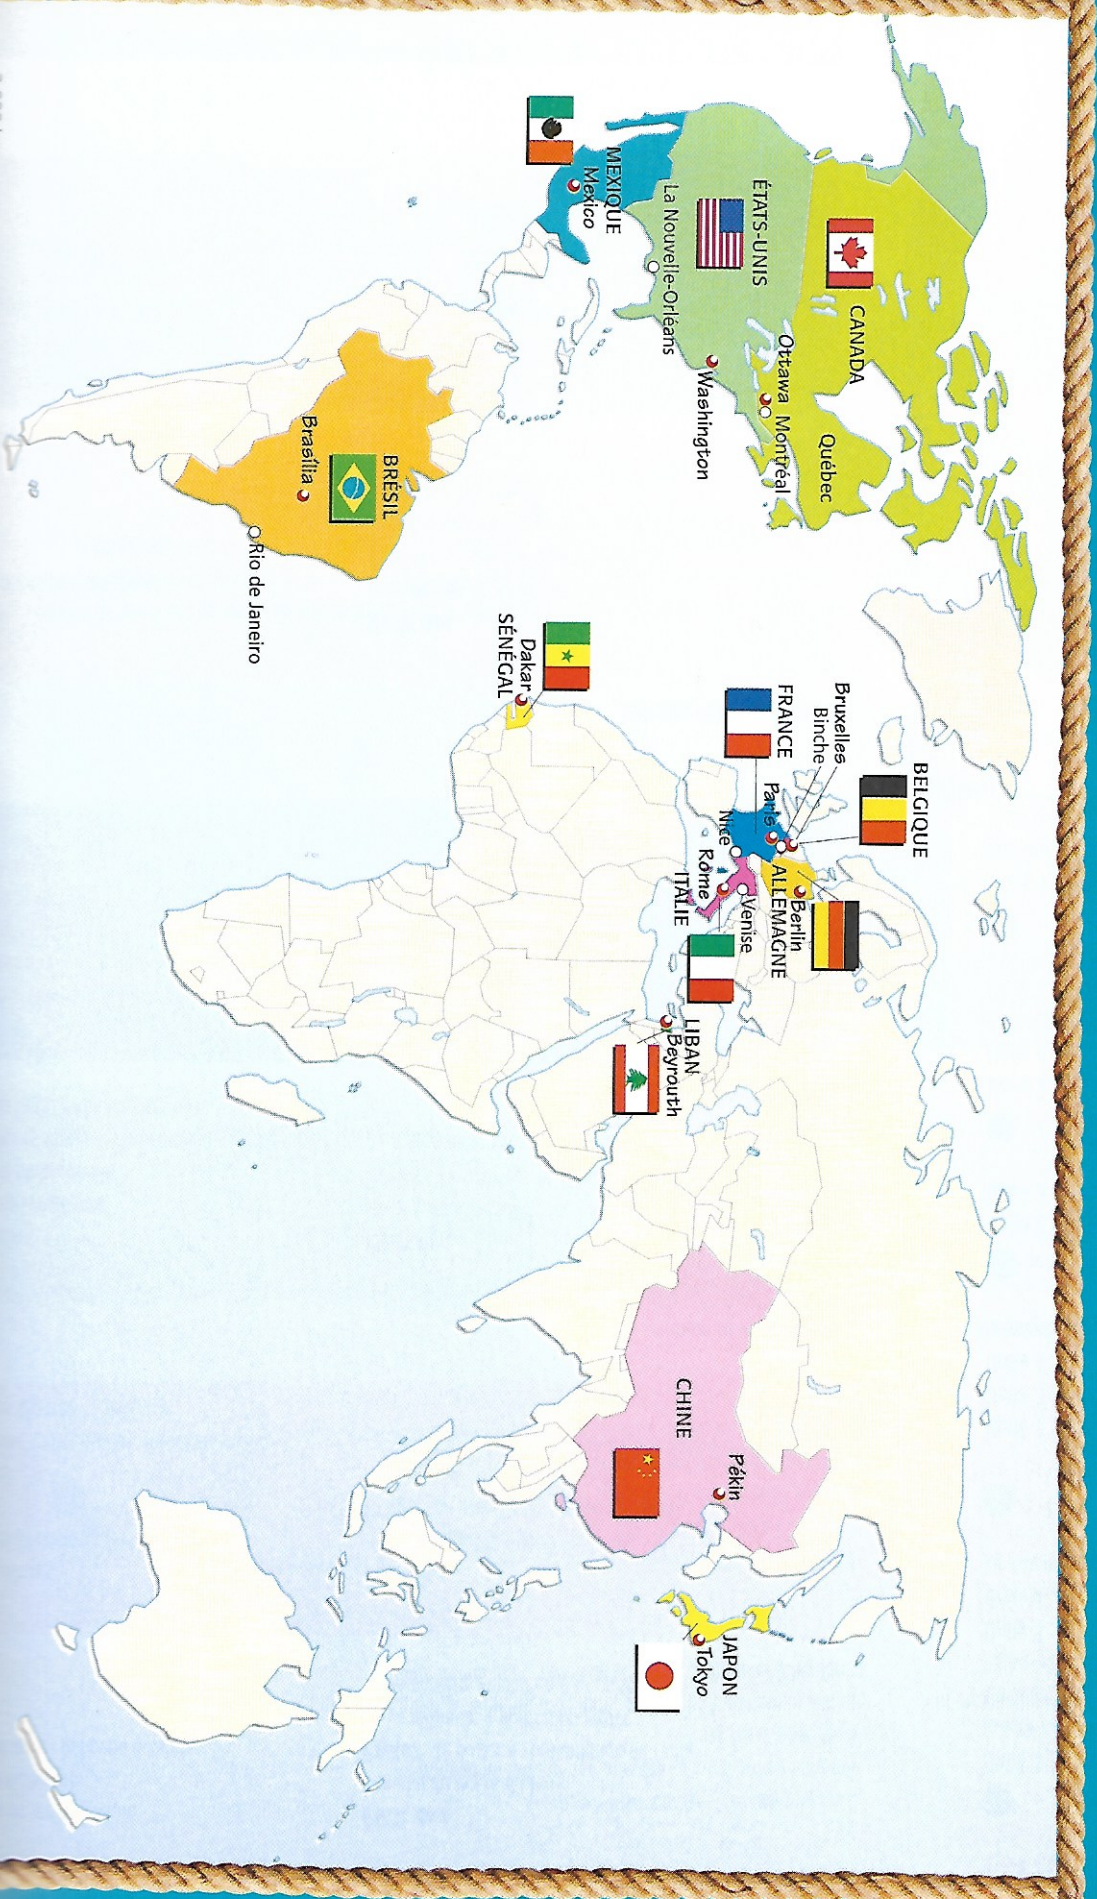 CANADA
Québec
Ottawa
Montréal
ÉTATS-UNIS
Washington
La Nouvelle-Orléans
MEXIQUE
Mexico
BRÉSIL
Brasília
Rio de Janeiro
BELGIQUE
Bruxelles
Binche
FRANCE
Paris
Nice
ALLEMAGNE
Berlin
Venise
Rome
ITALIE
Dakar
SÉNÉGAL
LIBAN
Beyrouth
CHINE
Pékin
JAPON
Tokyo